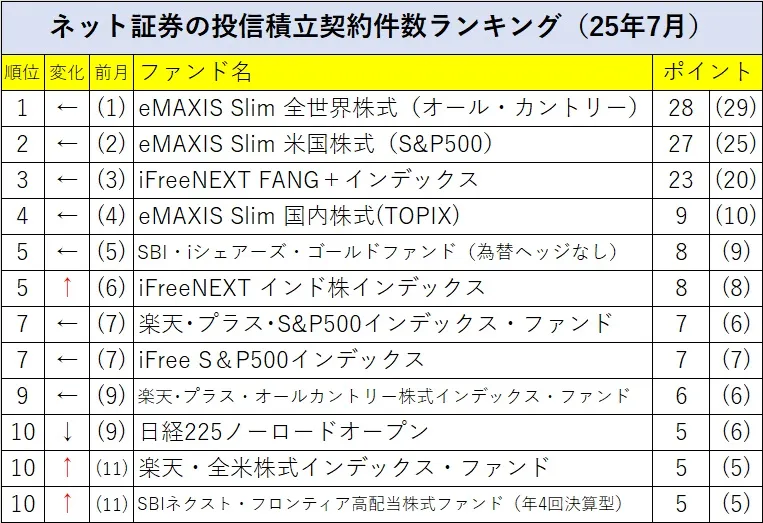 ネット証券の投信積立契約件数ランキング（25年7月）
順位 変化 前月 ファンド名 ポイント
1 ← (1) eMAXIS Slim 全世界株式（オール・カントリー） 28 (29)
2 ← (2) eMAXIS Slim 米国株式（S&P500） 27 (25)
3 ← (3) iFreeNEXT FANG＋インデックス 23 (20)
4 ← (4) eMAXIS Slim 国内株式(TOPIX) 9 (10)
5 ← (5) SBI・iシェアーズ・ゴールドファンド（為替ヘッジなし） 8 (9)
5 ↑ (6) iFreeNEXT インド株インデックス 8 (8)
7 ← (7) 楽天･プラス･S&P500インデックス・ファンド 7 (6)
7 ← (7) iFree S＆P500インデックス 7 (7)
9 ← (9) 楽天･プラス・オールカントリー株式インデックス・ファンド 6 (6)
10 ↓ (9) 日経225ノーロードオープン 5 (6)
10 ↑ (11) 楽天・全米株式インデックス・ファンド 5 (5)
10 ↑ (11) SBIネクスト・フロンティア高配当株式ファンド（年4回決算型） 5 (5)